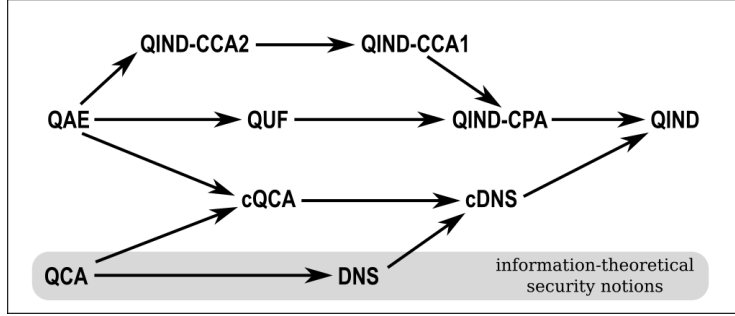 QIND-CCA2 QIND-CCA1
QAE QUF QIND-CPA QIND
cQCA cDNS
QCA DNS
information-theoretical
security notions